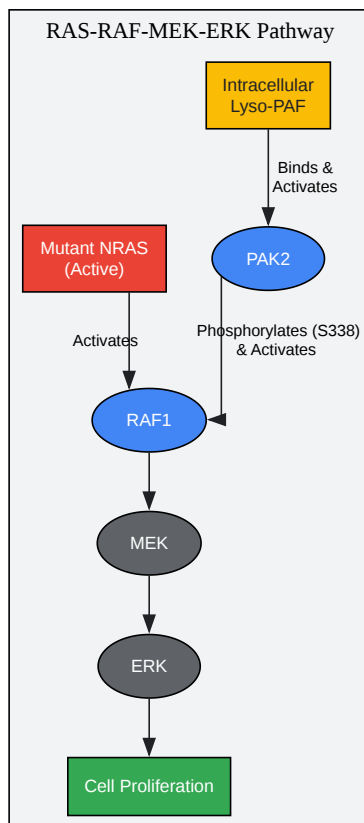 RAS-RAF-MEK-ERK Pathway
Intracellular
Lyso-PAF
Binds &
Activates
Mutant NRAS
(Active)
PAK2
Activates
Phosphorylates (S338)
& Activates
RAF1
MEK
ERK
Cell Proliferation